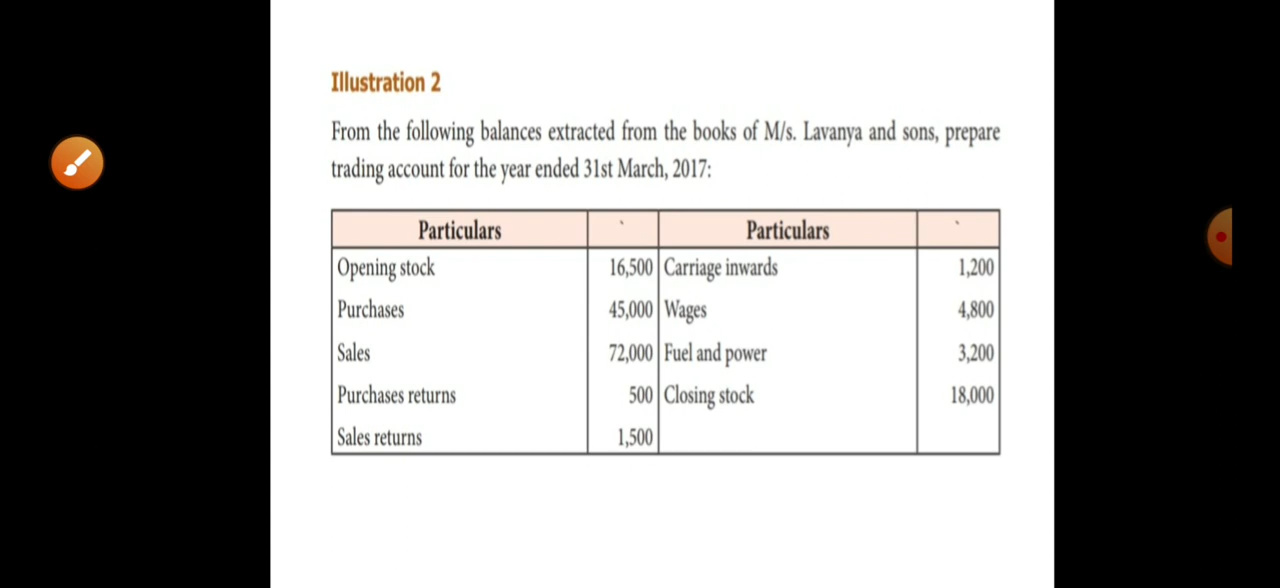 Illustration 2
From the following balances extracted from the books of M/s. Lavanya and sons, prepare
trading account for the year ended 31st March, 2017:
Particulars ` Particulars `
Opening stock 16,500 Carriage inwards 1,200
Purchases 45,000 Wages 4,800
Sales 72,000 Fuel and power 3,200
Purchases returns 500 Closing stock 18,000
Sales returns 1,500